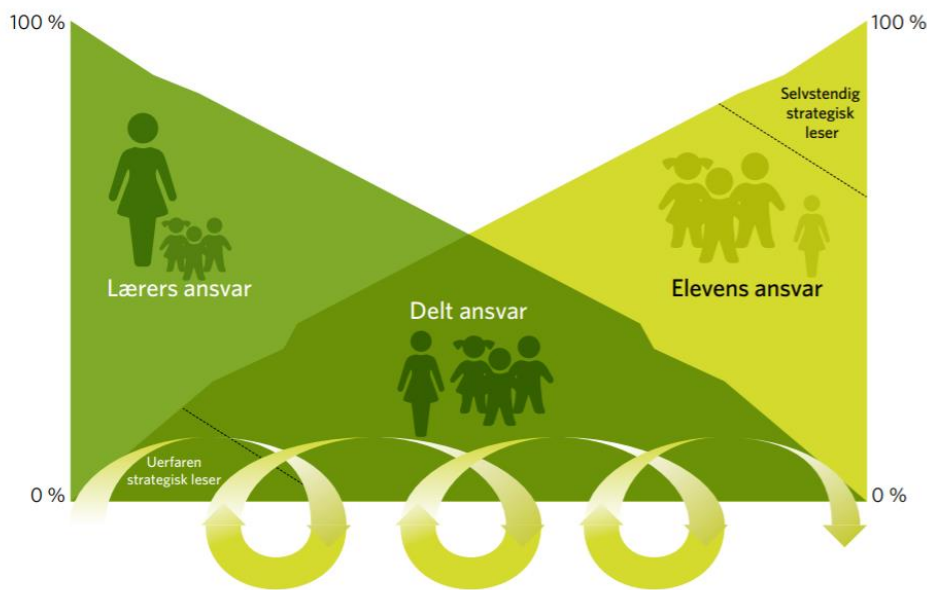 100 %
100 %
Selvstendig
strategisk
leser
Lærers ansvar
Elevens ansvar
Delt ansvar
Uerfaren
strategisk leser
0 %
0 %